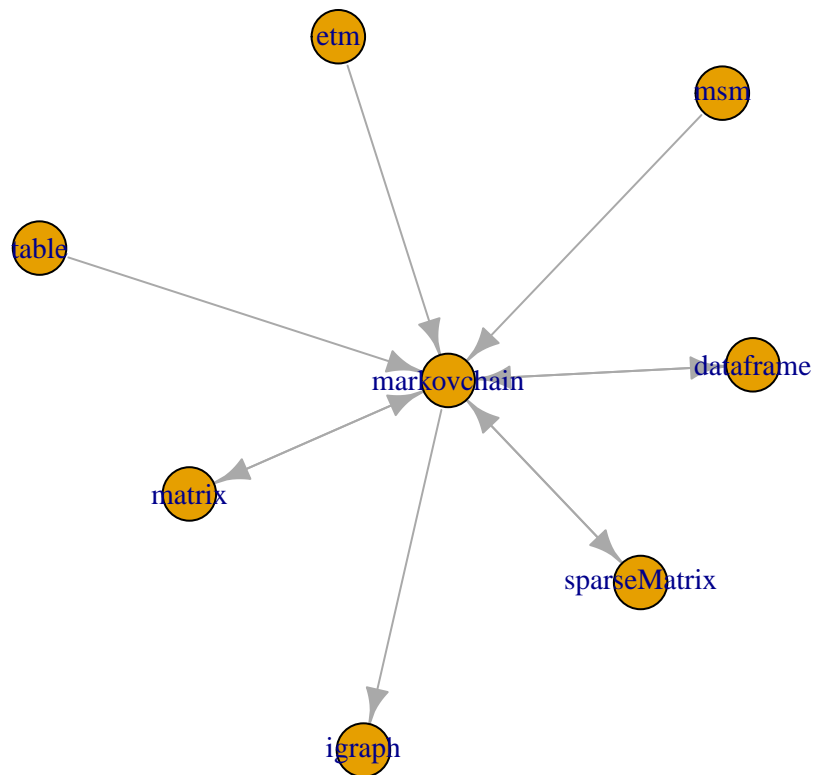 etm
msm
table
dataframe
markovchain
matrix
sparseMatrix
igraph